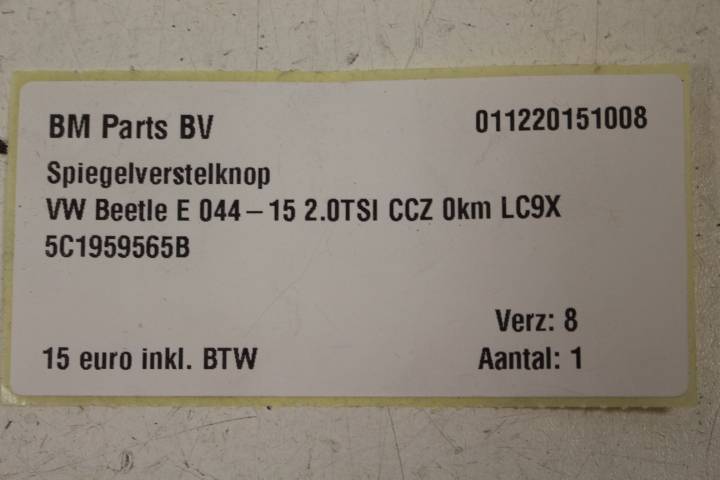 BM Parts BV 011220151008
Spiegelverstelknop
VW Beetle E 044 – 15 2.0TSI CCZ 0km LC9X
5C1959565B
Verz: 8
15 euro inkl. BTW Aantal: 1